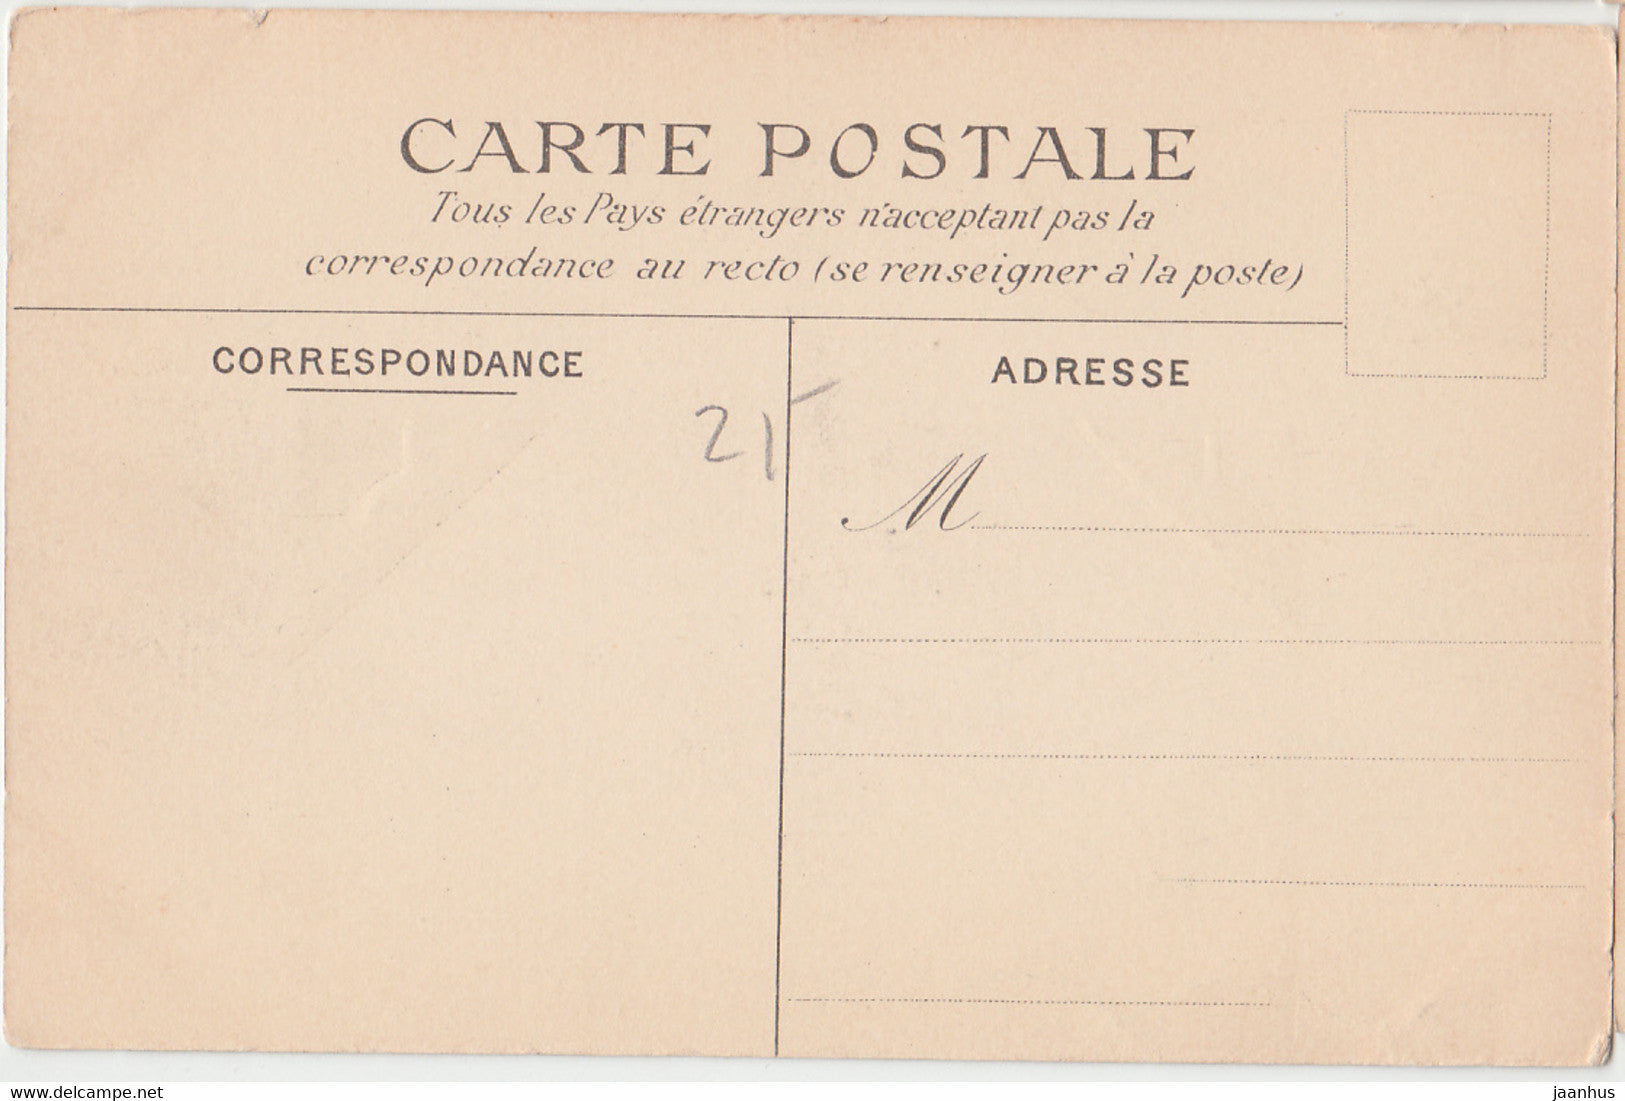 CARTE POSTALE
Tous les Pays étrangers n'acceptant pas la
correspondance au recto (se renseigner à la poste)
CORRESPONDANCE
ADRESSE
21
M
www.delcampe.net
jaanhus